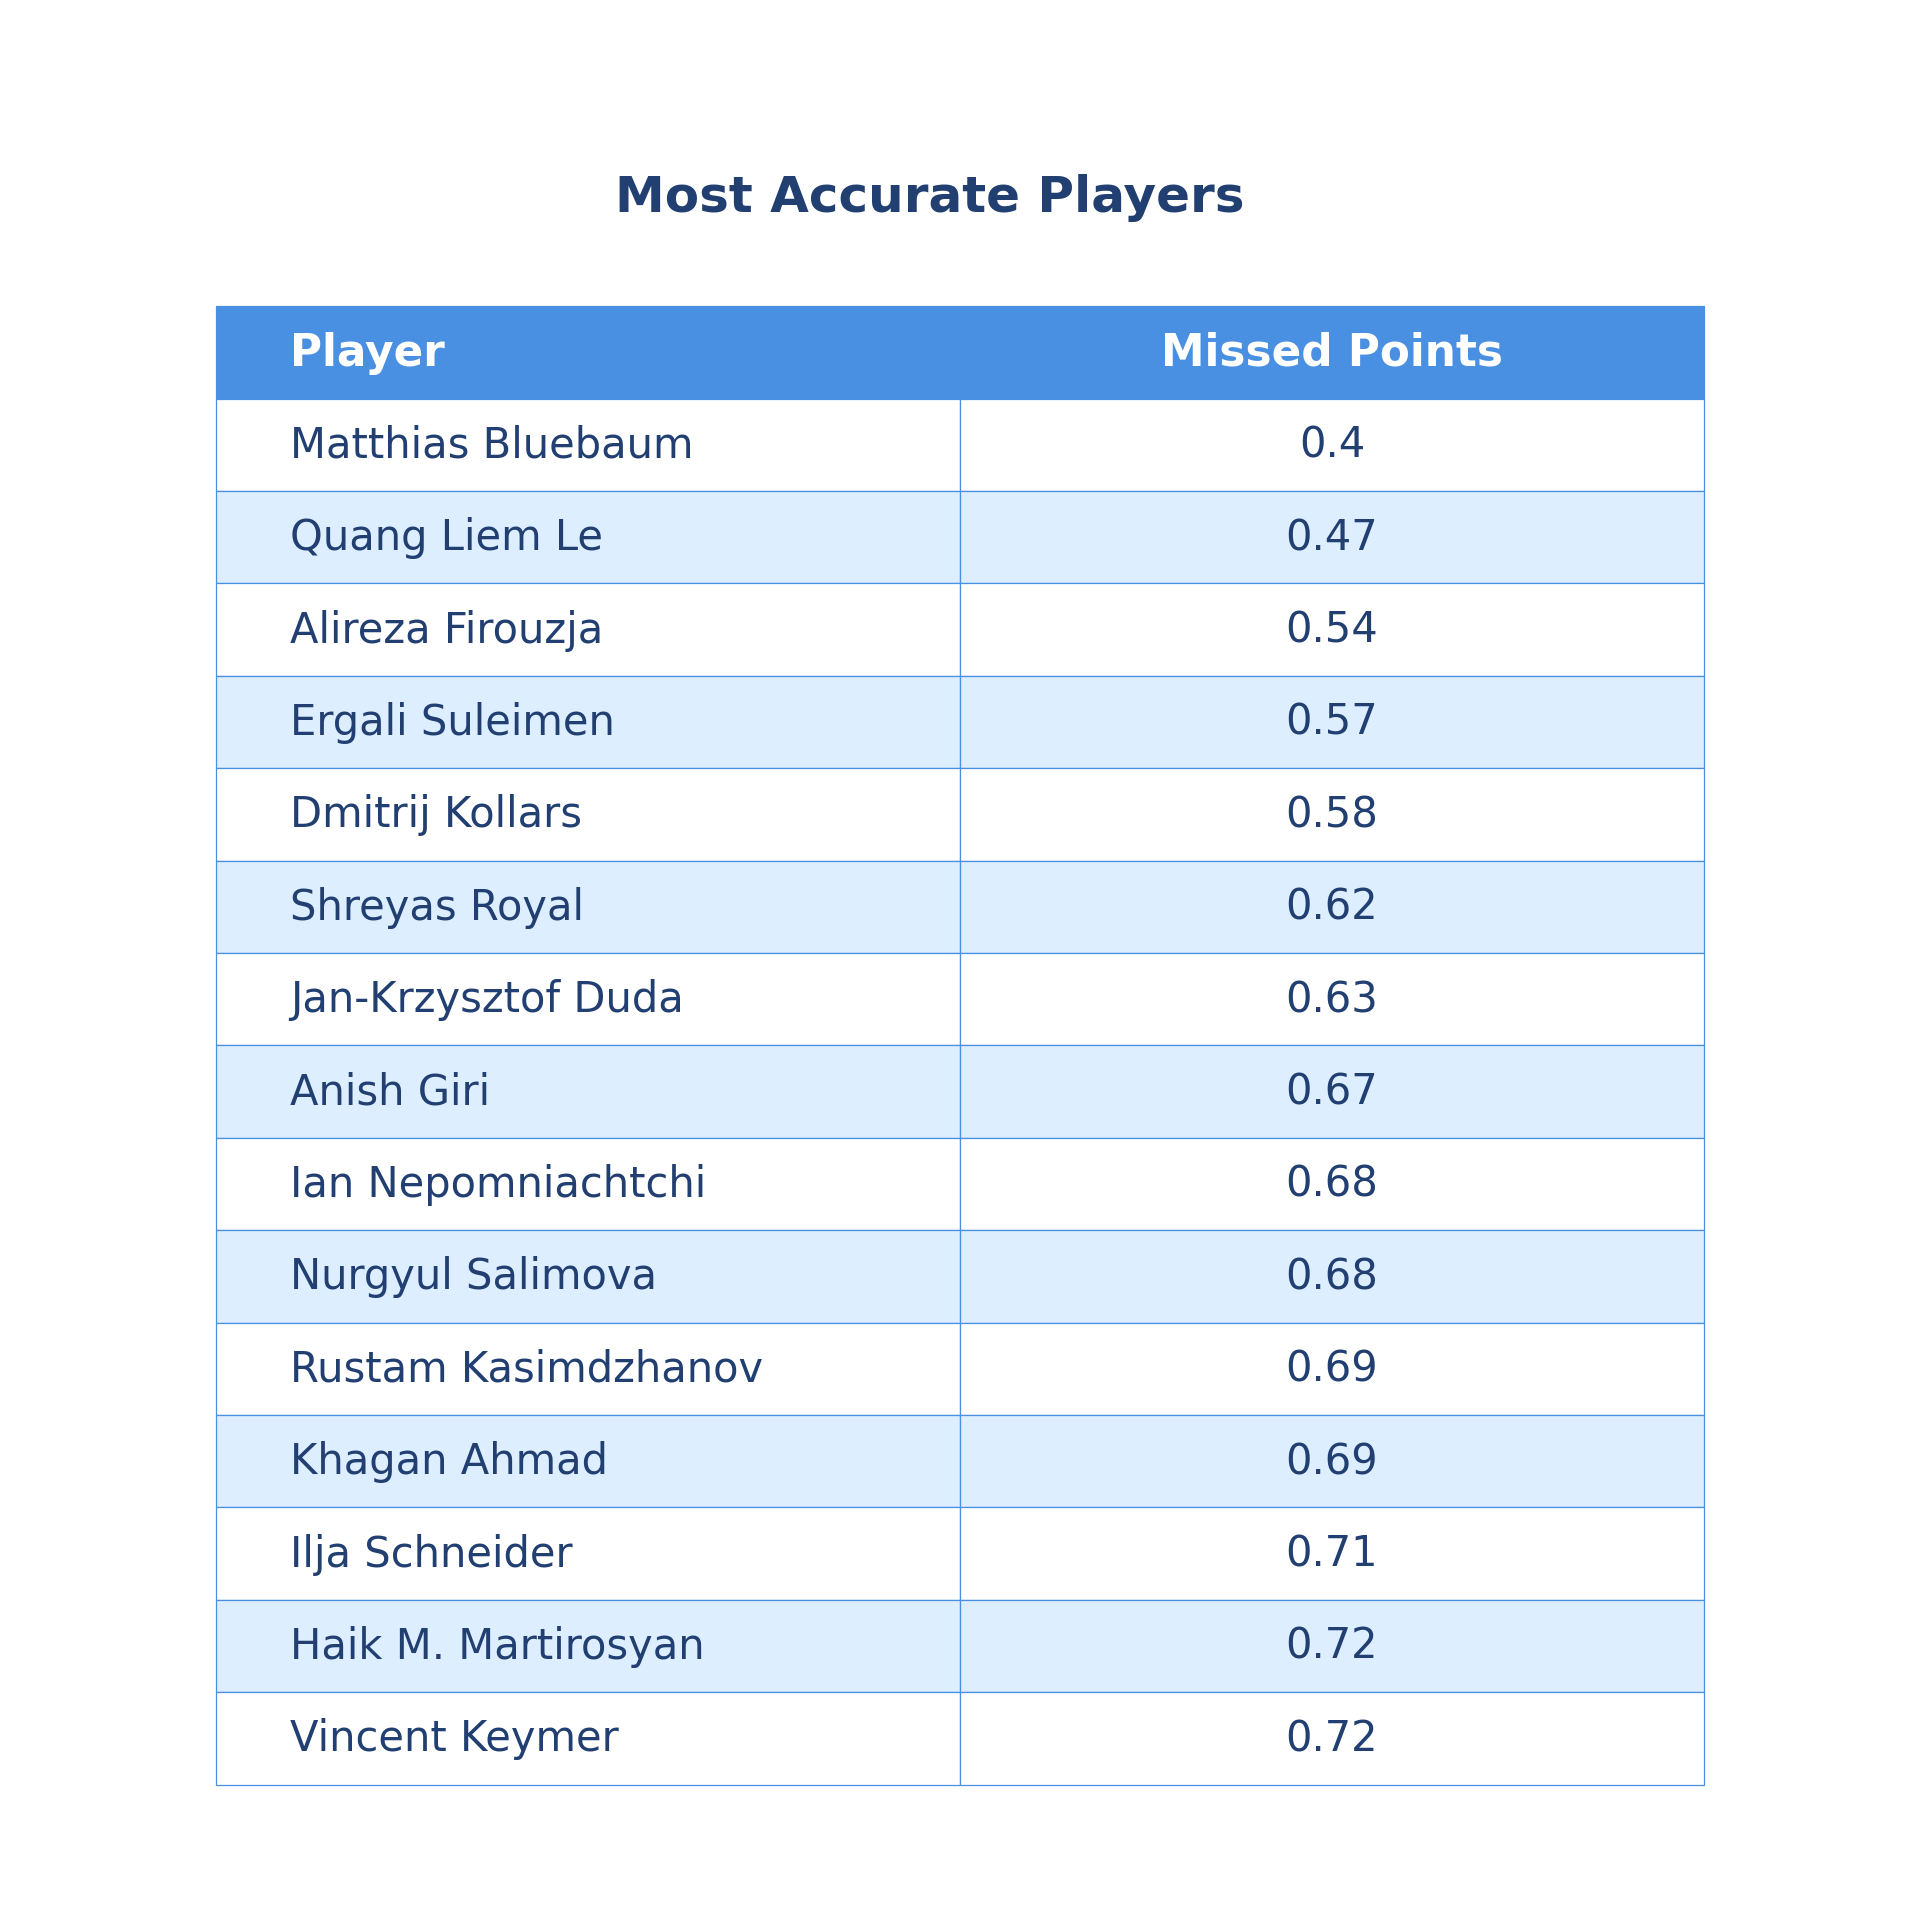 Most Accurate Players
Player Missed Points
Matthias Bluebaum 0.4
Quang Liem Le 0.47
Alireza Firouzja 0.54
Ergali Suleimen 0.57
Dmitrij Kollars 0.58
Shreyas Royal 0.62
Jan-Krzysztof Duda 0.63
Anish Giri 0.67
Ian Nepomniachtchi 0.68
Nurgyul Salimova 0.68
Rustam Kasimdzhanov 0.69
Khagan Ahmad 0.69
Ilja Schneider 0.71
Haik M. Martirosyan 0.72
Vincent Keymer 0.72